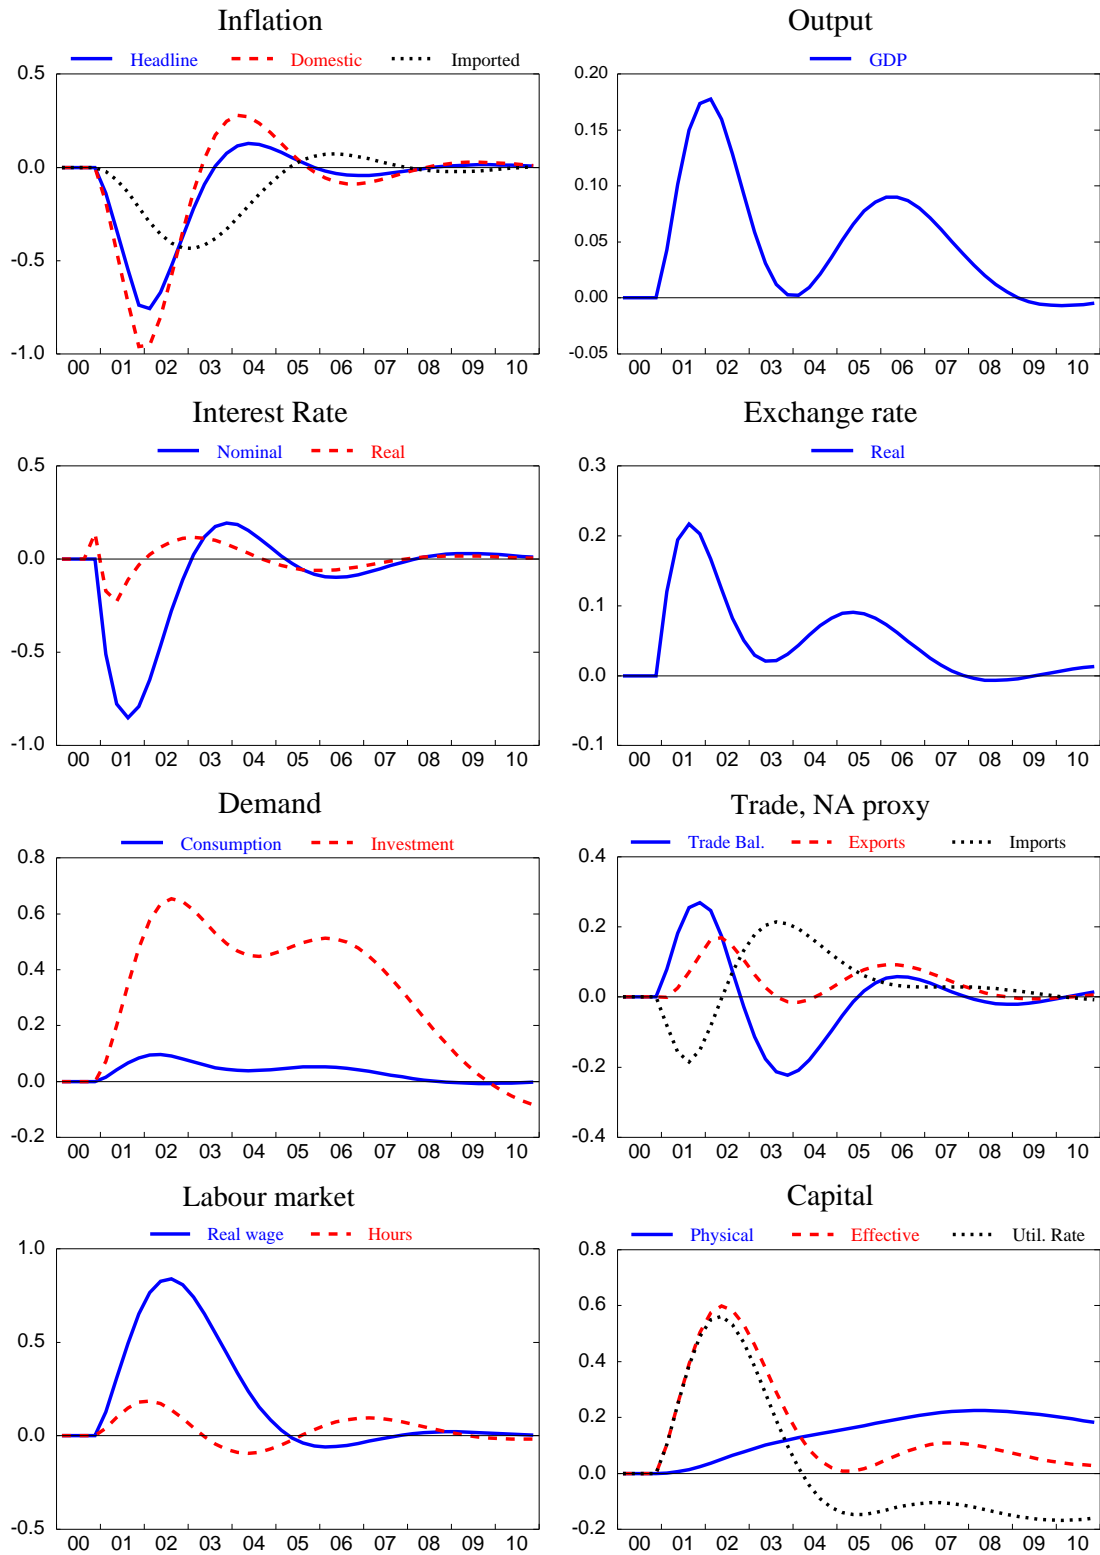 Inflation
Headline Domestic Imported
0.5
0.0
-0.5
-1.0
00 01 02 03 04 05 06 07 08 09 10
Output
GDP
0.20
0.15
0.10
0.05
0.00
-0.05
00 01 02 03 04 05 06 07 08 09 10
Interest Rate
Nominal Real
0.5
0.0
-0.5
-1.0
00 01 02 03 04 05 06 07 08 09 10
Exchange rate
Real
0.3
0.2
0.1
0.0
-0.1
00 01 02 03 04 05 06 07 08 09 10
Demand
Consumption Investment
0.8
0.6
0.4
0.2
0.0
-0.2
00 01 02 03 04 05 06 07 08 09 10
Trade, NA proxy
Trade Bal. Exports Imports
0.4
0.2
0.0
-0.2
-0.4
00 01 02 03 04 05 06 07 08 09 10
Labour market
Real wage Hours
1.0
0.5
0.0
-0.5
00 01 02 03 04 05 06 07 08 09 10
Capital
Physical Effective Util. Rate
0.8
0.6
0.4
0.2
0.0
-0.2
00 01 02 03 04 05 06 07 08 09 10